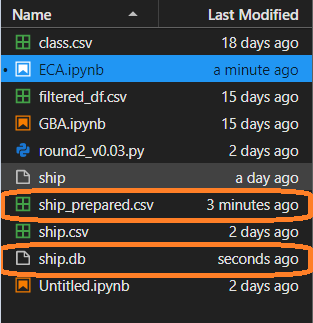 Name Last Modified
class.csv 18 days ago
ECA.ipynb a minute ago
filtered_df.csv 15 days ago
GBA.ipynb 15 days ago
round2_v0.03.py 2 days ago
ship a day ago
ship_prepared.csv 3 minutes ago
ship.csv 2 days ago
ship.db seconds ago
Untitled.ipynb 2 days ago